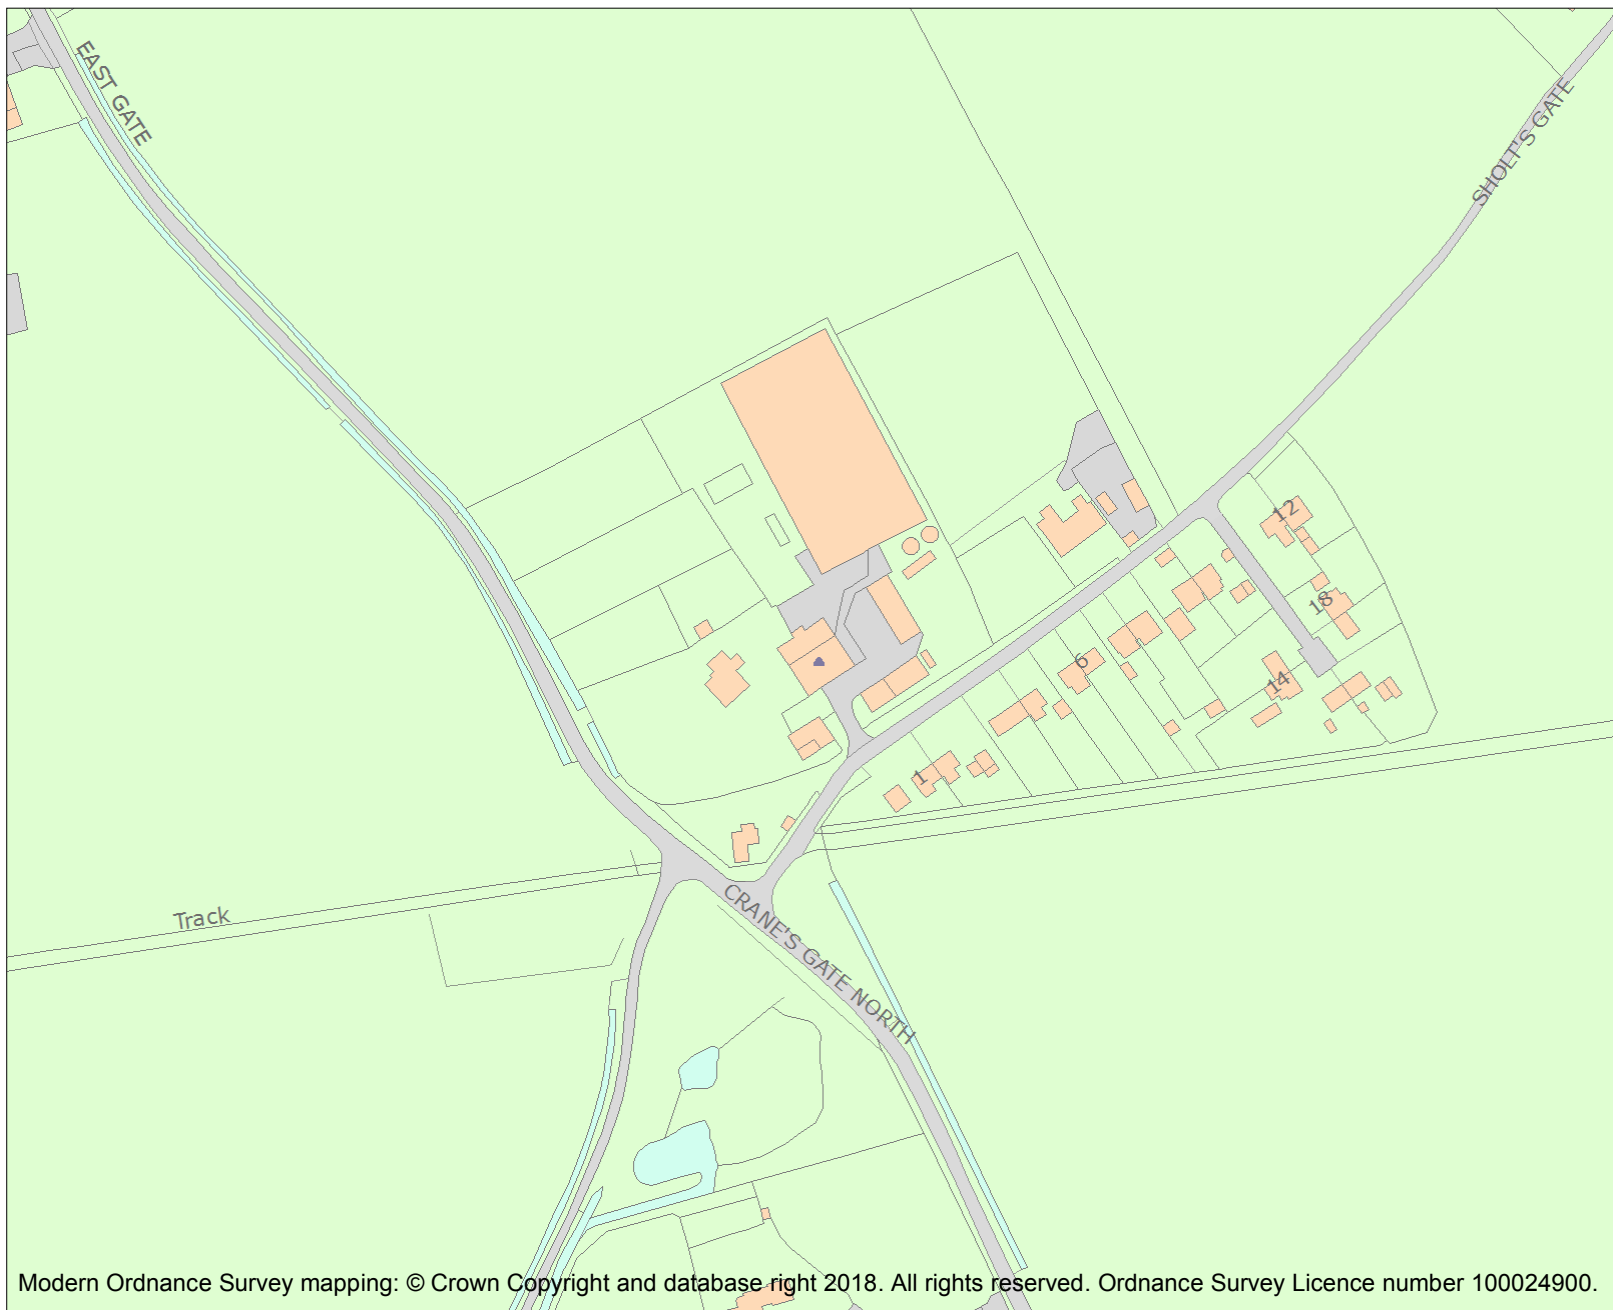 EAST GATE
SHOLT'S GATE
12
18
6
14
1
Track
CRANE'S GATE NORTH
Modern Ordnance Survey mapping: © Crown Copyright and database right 2018. All rights reserved. Ordnance Survey Licence number 100024900.